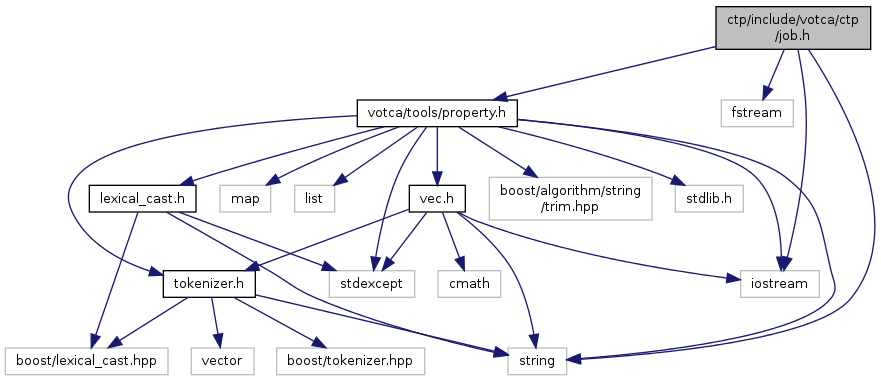 ctp/include/votca/ctp
/job.h
votca/tools/property.h
fstream
lexical_cast.h
map
list
vec.h
boost/algorithm/string
/trim.hpp
stdlib.h
tokenizer.h
stdexcept
cmath
iostream
boost/lexical_cast.hpp
vector
boost/tokenizer.hpp
string